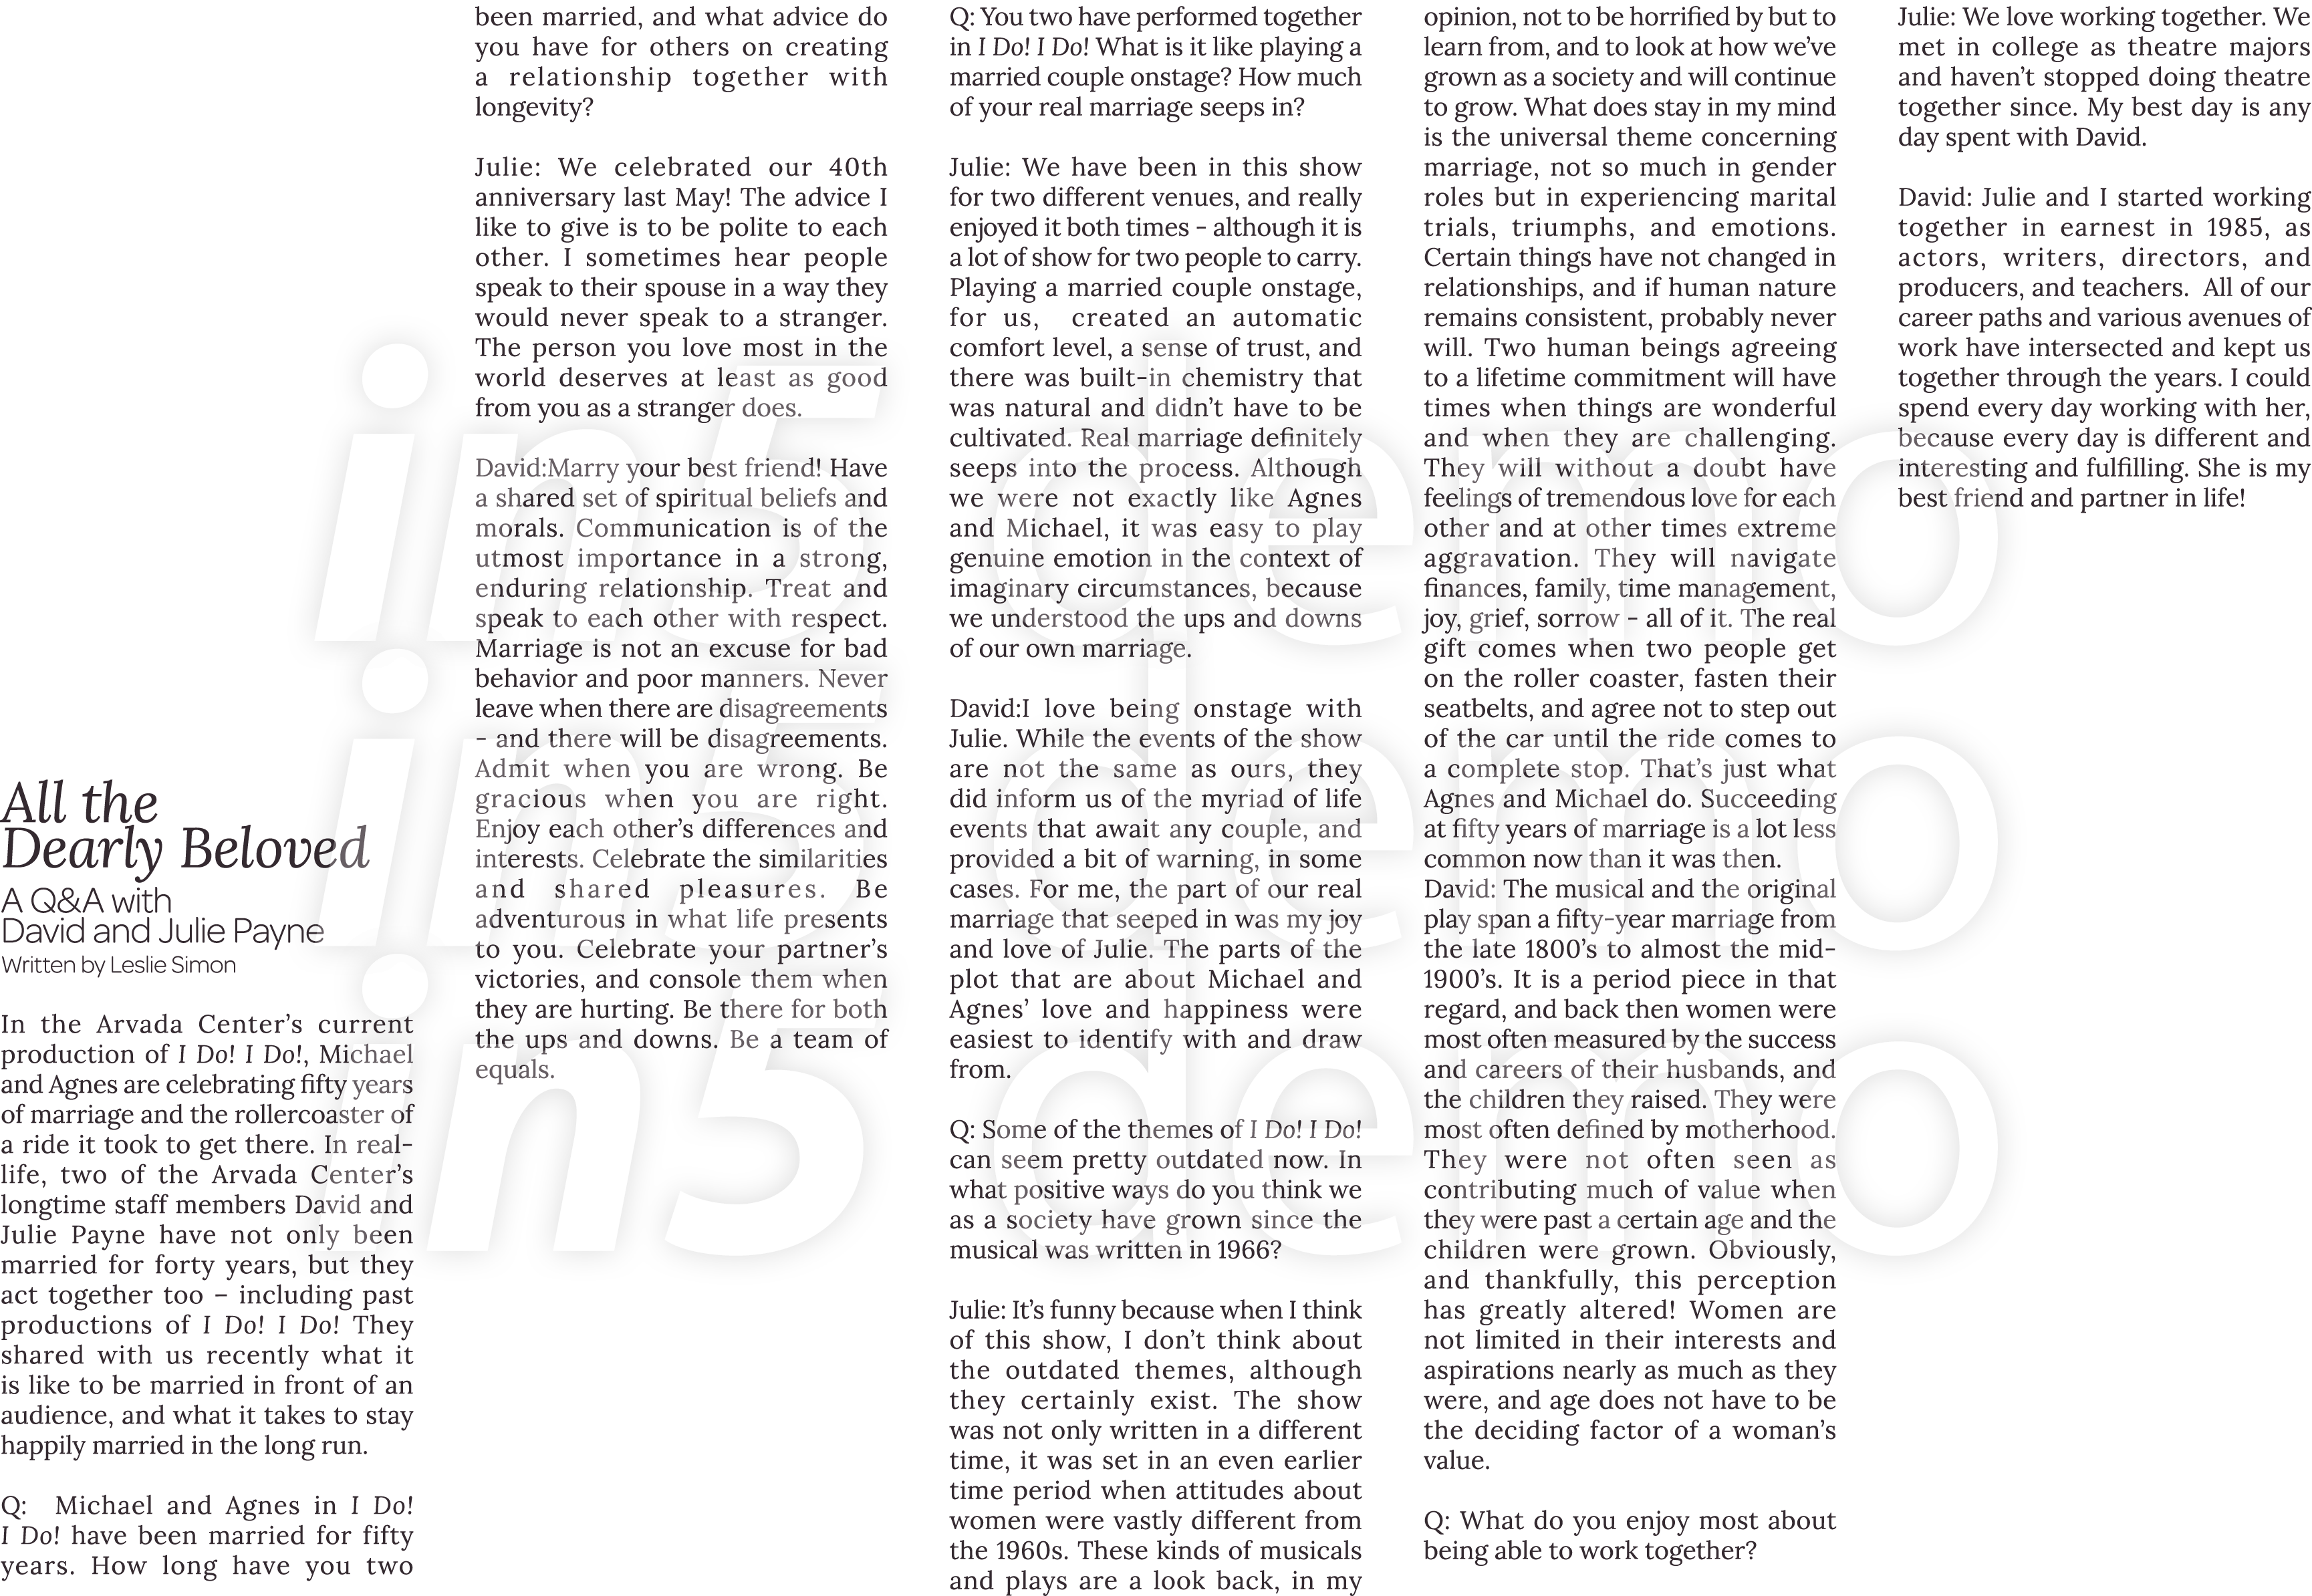 All the
Dearly Beloved
A Q&A with
David and Julie Payne
Written by Leslie Simon
In the Arvada Center’s current
production of I Do! I Do!, Michael
and Agnes are celebrating fifty years
of marriage and the rollercoaster of
a ride it took to get there. In real-
life, two of the Arvada Center’s
longtime staff members David and
Julie Payne have not only been
married for forty years, but they
act together too – including past
productions of I Do! I Do! They
shared with us recently what it
is like to be married in front of an
audience, and what it takes to stay
happily married in the long run.
Q: Michael and Agnes in I Do!
I Do! have been married for fifty
years. How long have you two
been married, and what advice do
you have for others on creating
a relationship together with
longevity?
Julie: We celebrated our 40th
anniversary last May! The advice I
like to give is to be polite to each
other. I sometimes hear people
speak to their spouse in a way they
would never speak to a stranger.
The person you love most in the
world deserves at least as good
from you as a stranger does.
David:Marry your best friend! Have
a shared set of spiritual beliefs and
morals. Communication is of the
utmost importance in a strong,
enduring relationship. Treat and
speak to each other with respect.
Marriage is not an excuse for bad
behavior and poor manners. Never
leave when there are disagreements
- and there will be disagreements.
Admit when you are wrong. Be
gracious when you are right.
Enjoy each other’s differences and
interests. Celebrate the similarities
and shared pleasures. Be
adventurous in what life presents
to you. Celebrate your partner’s
victories, and console them when
they are hurting. Be there for both
the ups and downs. Be a team of
equals.
Q: You two have performed together
in I Do! I Do! What is it like playing a
married couple onstage? How much
of your real marriage seeps in?
Julie: We have been in this show
for two different venues, and really
enjoyed it both times - although it is
a lot of show for two people to carry.
Playing a married couple onstage,
for us, created an automatic
comfort level, a sense of trust, and
there was built-in chemistry that
was natural and didn’t have to be
cultivated. Real marriage definitely
seeps into the process. Although
we were not exactly like Agnes
and Michael, it was easy to play
genuine emotion in the context of
imaginary circumstances, because
we understood the ups and downs
of our own marriage.
David:I love being onstage with
Julie. While the events of the show
are not the same as ours, they
did inform us of the myriad of life
events that await any couple, and
provided a bit of warning, in some
cases. For me, the part of our real
marriage that seeped in was my joy
and love of Julie. The parts of the
plot that are about Michael and
Agnes’ love and happiness were
easiest to identify with and draw
from.
Q: Some of the themes of I Do! I Do!
can seem pretty outdated now. In
what positive ways do you think we
as a society have grown since the
musical was written in 1966?
Julie: It’s funny because when I think
of this show, I don’t think about
the outdated themes, although
they certainly exist. The show
was not only written in a different
time, it was set in an even earlier
time period when attitudes about
women were vastly different from
the 1960s. These kinds of musicals
and plays are a look back, in my
opinion, not to be horrified by but to
learn from, and to look at how we’ve
grown as a society and will continue
to grow. What does stay in my mind
is the universal theme concerning
marriage, not so much in gender
roles but in experiencing marital
trials, triumphs, and emotions.
Certain things have not changed in
relationships, and if human nature
remains consistent, probably never
will. Two human beings agreeing
to a lifetime commitment will have
times when things are wonderful
and when they are challenging.
They will without a doubt have
feelings of tremendous love for each
other and at other times extreme
aggravation. They will navigate
finances, family, time management,
joy, grief, sorrow - all of it. The real
gift comes when two people get
on the roller coaster, fasten their
seatbelts, and agree not to step out
of the car until the ride comes to
a complete stop. That’s just what
Agnes and Michael do. Succeeding
at fifty years of marriage is a lot less
common now than it was then.
David: The musical and the original
play span a fifty-year marriage from
the late 1800’s to almost the mid-
1900’s. It is a period piece in that
regard, and back then women were
most often measured by the success
and careers of their husbands, and
the children they raised. They were
most often defined by motherhood.
They were not often seen as
contributing much of value when
they were past a certain age and the
children were grown. Obviously,
and thankfully, this perception
has greatly altered! Women are
not limited in their interests and
aspirations nearly as much as they
were, and age does not have to be
the deciding factor of a woman’s
value.
Q: What do you enjoy most about
being able to work together?
Julie: We love working together. We
met in college as theatre majors
and haven’t stopped doing theatre
together since. My best day is any
day spent with David.
David: Julie and I started working
together in earnest in 1985, as
actors, writers, directors, and
producers, and teachers. All of our
career paths and various avenues of
work have intersected and kept us
together through the years. I could
spend every day working with her,
because every day is different and
interesting and fulfilling. She is my
best friend and partner in life!
in5 demo
in5 demo
in5 demo